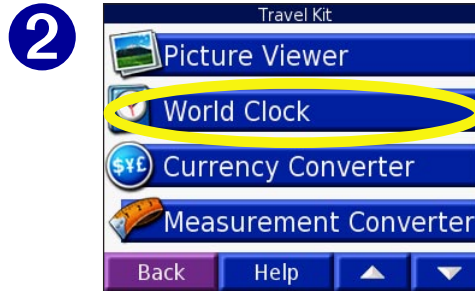 2
Travel Kit
Picture Viewer
World Clock
$¥£
Currency Converter
Measurement Converter
Back Help